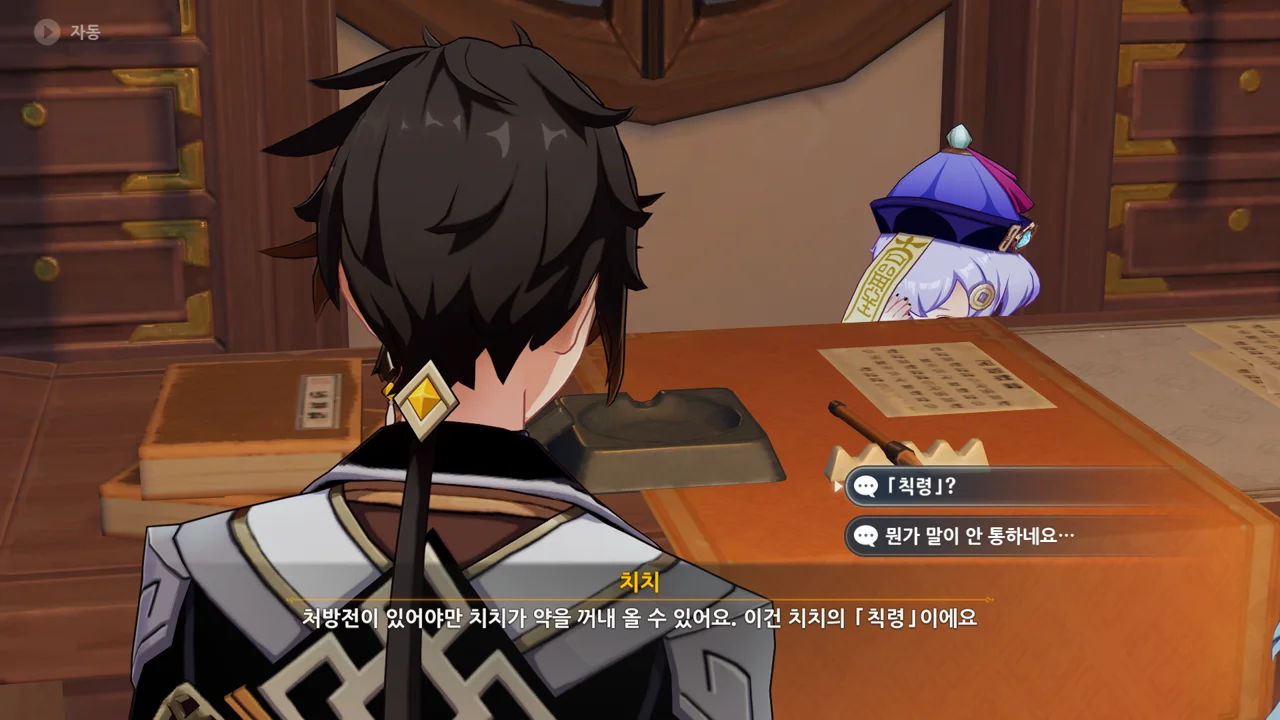 자동
「칙령」?
뭔가 말이 안 통하네요…
치치
처방전이 있어야만 치치가 약을 꺼내 올 수 있어요. 이건 치치의 「칙령」이에요